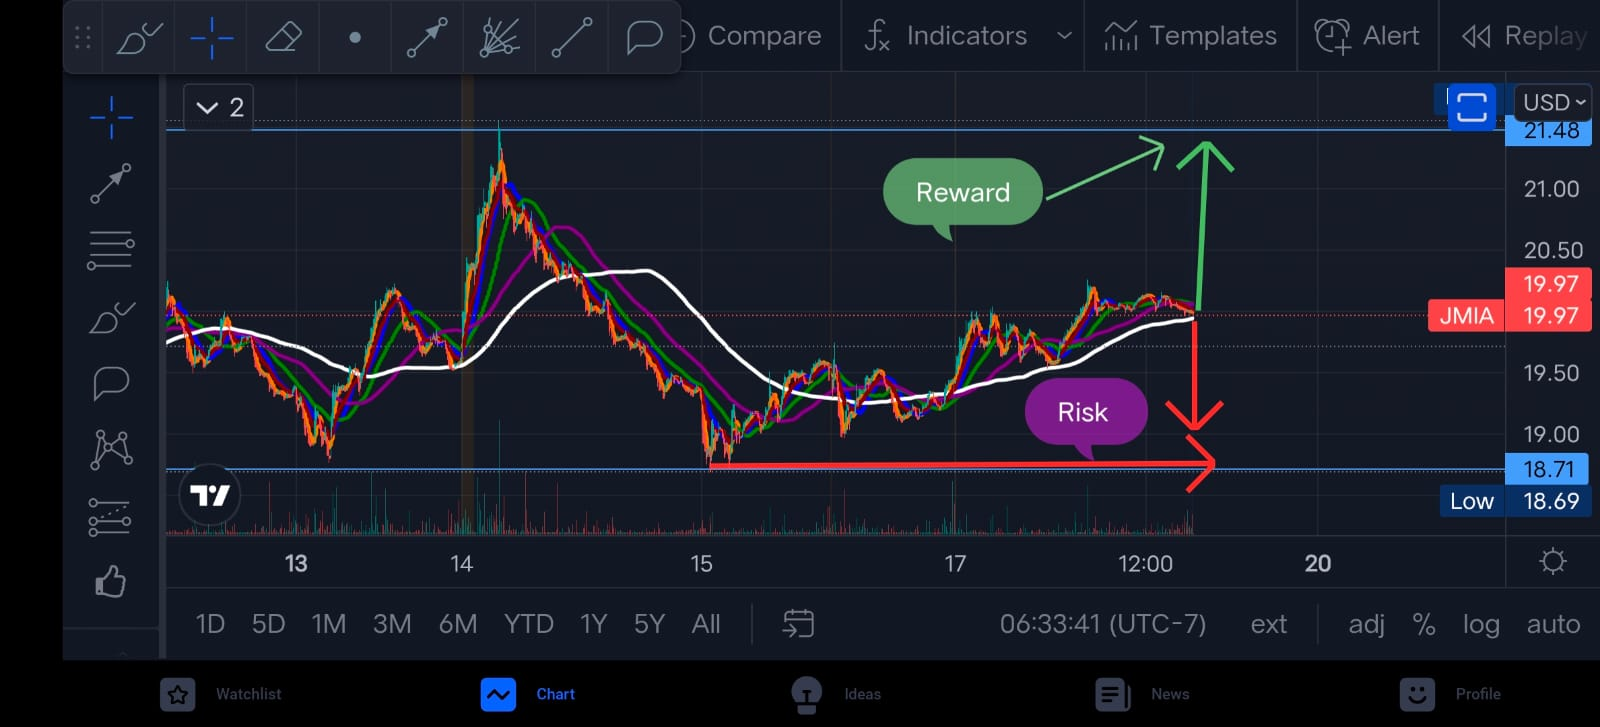 Compare
Indicators
Templates
Alert
Replay
2
USD
21.48
Reward
21.00
20.50
19.97
JMIA 19.97
19.50
Risk
19.00
18.71
Low 18.69
13 14 15 17 12:00 20
1D 5D 1M 3M 6M YTD 1Y 5Y All 06:33:41 (UTC-7) ext adj % log auto
Watchlist Chart Ideas News Profile